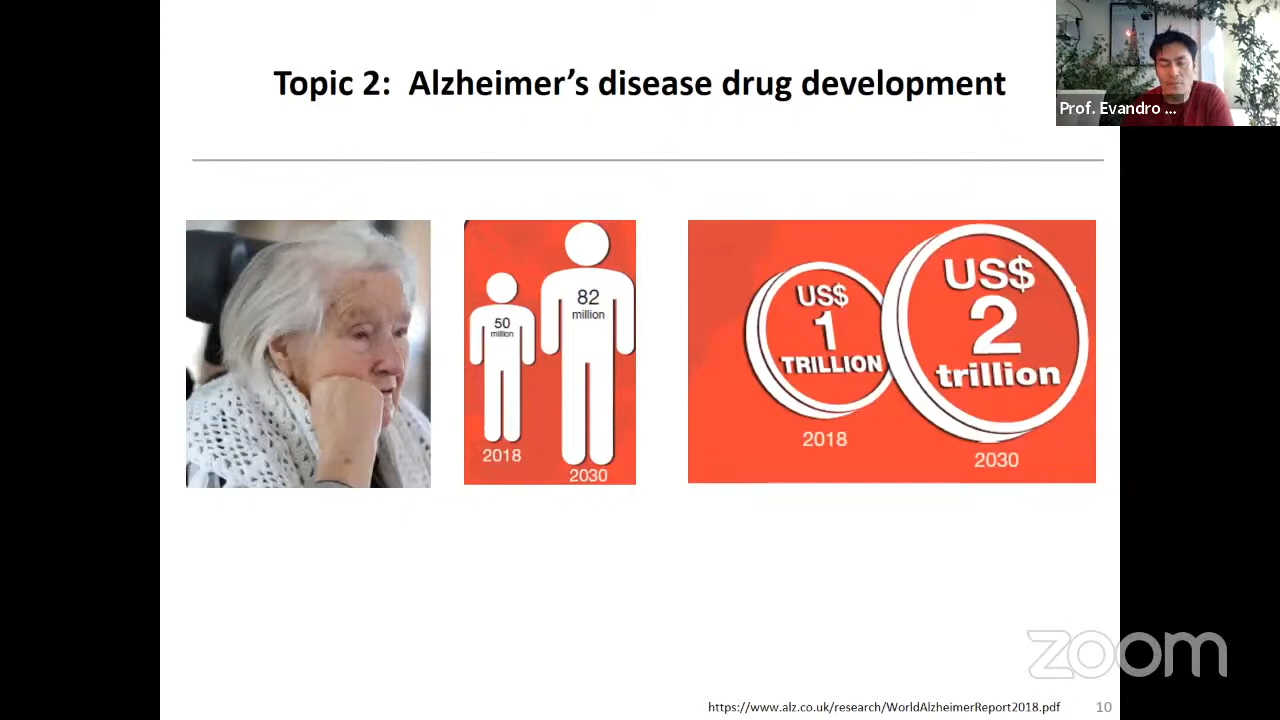 Topic 2:  Alzheimer’s disease drug development
Prof. Evandro ...
50
million
2018
82
million
2030
US$
1
TRILLION
2018
US$
2
trillion
2030
zoom
https://www.alz.co.uk/research/WorldAlzheimerReport2018.pdf
10